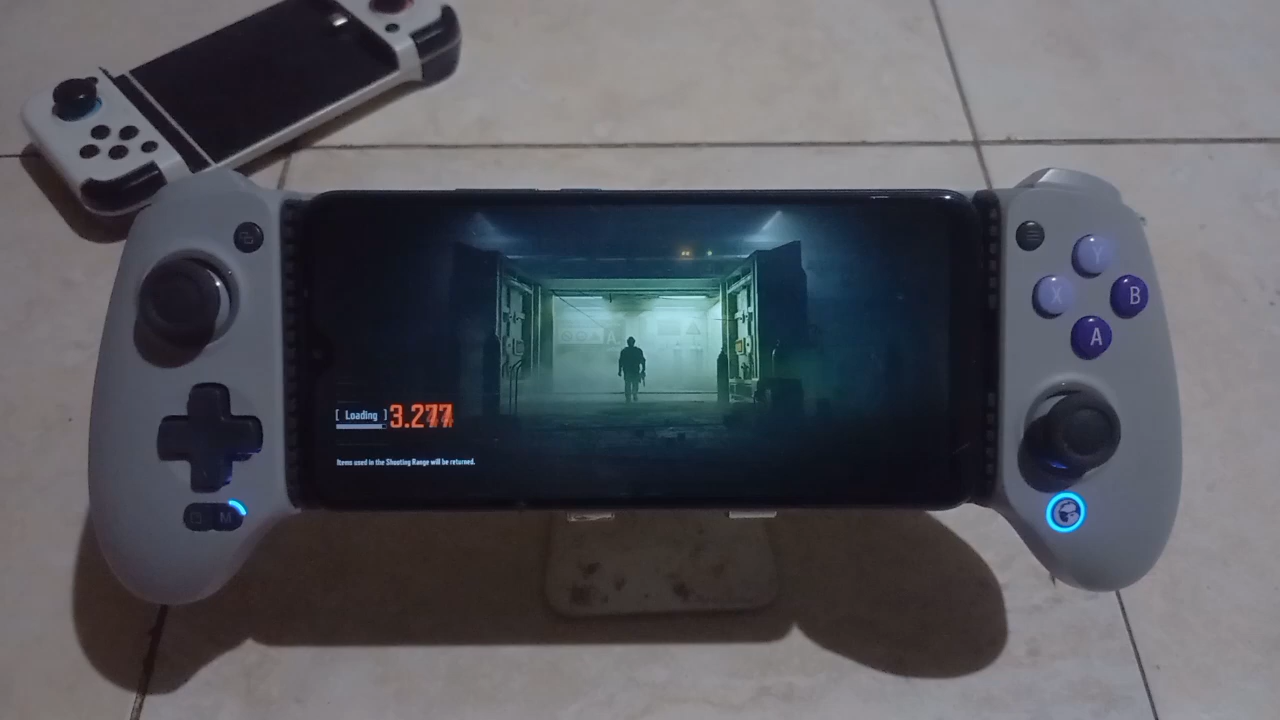 Y
X
B
A
[ Loading ] 3.277
Items used in the Shooting Range will be returned.
M